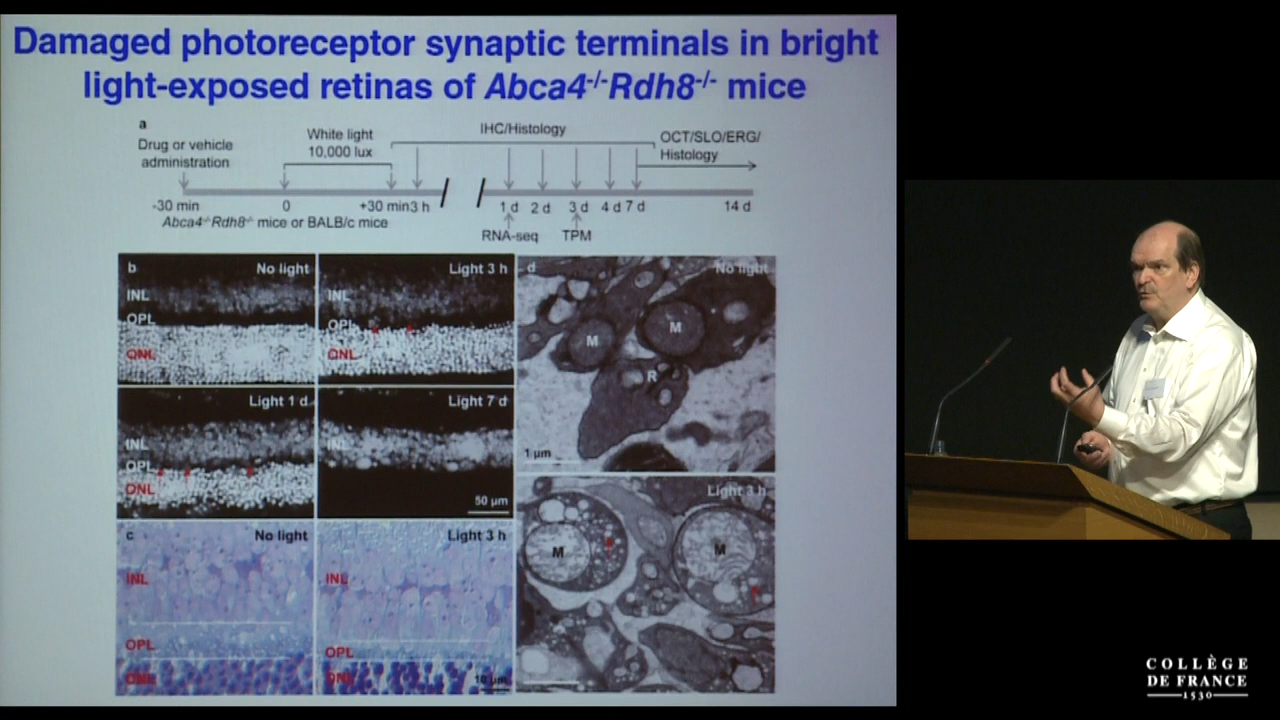 Damaged photoreceptor synaptic terminals in bright
light-exposed retinas of Abca4-/-Rdh8-/- mice
a
Drug or vehicle
administration
White light
10,000 lux
IHC/Histology
OCT/SLO/ERG/
Histology
-30 min
0
+30 min
3 h
1 d
2 d
3 d
4 d
7 d
14 d
Abca4-/-Rdh8-/- mice or BALB/c mice
RNA-seq
TPM
b
No light
INL
OPL
ONL
Light 3 h
INL
OPL
ONL
d
No light
M
M
R
1 µm
Light 1 d
INL
OPL
ONL
Light 7 d
INL
50 µm
Light 3 h
M
M
c
No light
INL
OPL
ONL
Light 3 h
INL
OPL
ONL
10 µm
COLLÈGE
DE FRANCE
1530